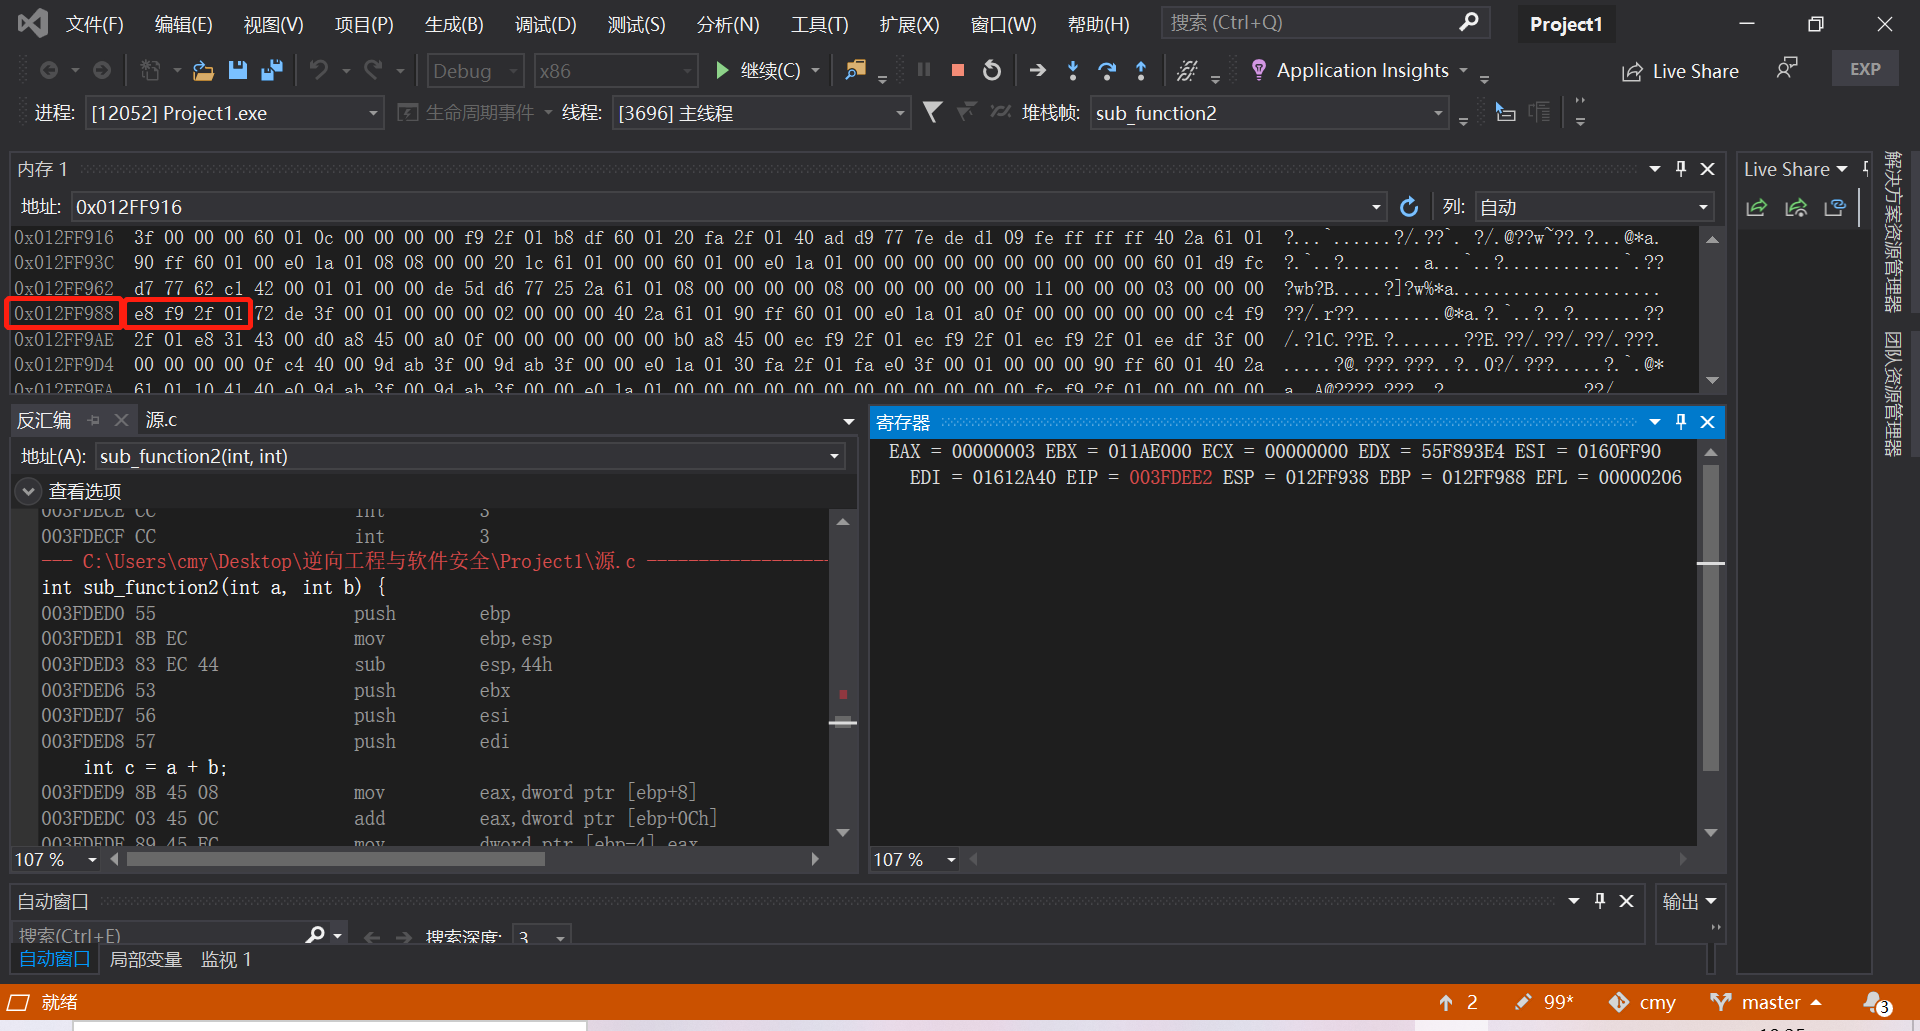 文件(F) 编辑(E) 视图(V) 项目(P) 生成(B) 调试(D) 测试(S) 分析(N) 工具(T) 扩展(X) 窗口(W) 帮助(H) 搜索 (Ctrl+Q) Project1
Debug x86 继续(C) Application Insights Live Share EXP
进程: [12052] Project1.exe 生命周期事件 线程: [3696] 主线程 堆栈帧: sub_function2
内存 1
地址: 0x012FF916 列: 自动
0x012FF916 3f 00 00 00 60 01 0c 00 00 00 00 f9 2f 01 b8 df 60 01 20 fa 2f 01 40 ad d9 77 7e de d1 09 fe ff ff ff 40 2a 61 01 ?...`......?/.??`. ?/.@??w~??.?...@*a.
0x012FF93C 90 ff 60 01 00 e0 1a 01 08 08 00 00 20 1c 61 01 00 00 60 01 00 e0 1a 01 00 00 00 00 00 00 00 00 00 00 60 01 d9 fc ?.`..?....... .a...`..?............`.??
0x012FF962 d7 77 62 c1 42 00 01 01 00 00 de 5d d6 77 25 2a 61 01 08 00 00 00 00 08 00 00 00 00 00 11 00 00 00 03 00 00 00 00 ?wb?B.....?]?w%*a....................
0x012FF988 e8 f9 2f 01 72 de 3f 00 01 00 00 00 02 00 00 00 40 2a 61 01 90 ff 60 01 00 e0 1a 01 a0 0f 00 00 00 00 00 00 c4 f9 ??/.r??.........@*a.?.`..?..?.......??
0x012FF9AE 2f 01 e8 31 43 00 d0 a8 45 00 a0 0f 00 00 00 00 00 00 b0 a8 45 00 ec f9 2f 01 ec f9 2f 01 ec f9 2f 01 ee df 3f 00 /.?1C.??E.?.......??E.??/.??/.??/.???.
0x012FF9D4 00 00 00 00 0f c4 40 00 9d ab 3f 00 9d ab 3f 00 00 e0 1a 01 30 fa 2f 01 fa e0 3f 00 01 00 00 00 90 ff 60 01 40 2a .....?@.???.???..?..0?/.???.....?.`.@*
0x012FF9FA 61 01 10 41 40 e0 9d ab 3f 00 9d ab 3f 00 00 e0 1a 01 00 00 00 00 00 00 00 00 00 00 00 00 fc f9 2f 01 00 00 00 00
反汇编 源.c
地址(A): sub_function2(int, int)
查看选项
003FDECE CC int 3
003FDECF CC int 3
--- C:\Users\cmy\Desktop\逆向工程与软件安全\Project1\源.c ------------------
int sub_function2(int a, int b) {
003FDED0 55 push ebp
003FDED1 8B EC mov ebp,esp
003FDED3 83 EC 44 sub esp,44h
003FDED6 53 push ebx
003FDED7 56 push esi
003FDED8 57 push edi
int c = a + b;
003FDED9 8B 45 08 mov eax,dword ptr [ebp+8]
003FDEDC 03 45 0C add eax,dword ptr [ebp+0Ch]
003FDEDF 89 45 FC mov dword ptr [ebp-4],eax
107 %
寄存器
EAX = 00000003 EBX = 011AE000 ECX = 00000000 EDX = 55F893E4 ESI = 0160FF90
EDI = 01612A40 EIP = 003FDEE2 ESP = 012FF938 EBP = 012FF988 EFL = 00000206
107 %
自动窗口
搜索(Ctrl+E) 搜索深度: 3
自动窗口 局部变量 监视 1
输出
Live Share
解决方案资源管理器
团队资源管理器
就绪 2 99* cmy master 3